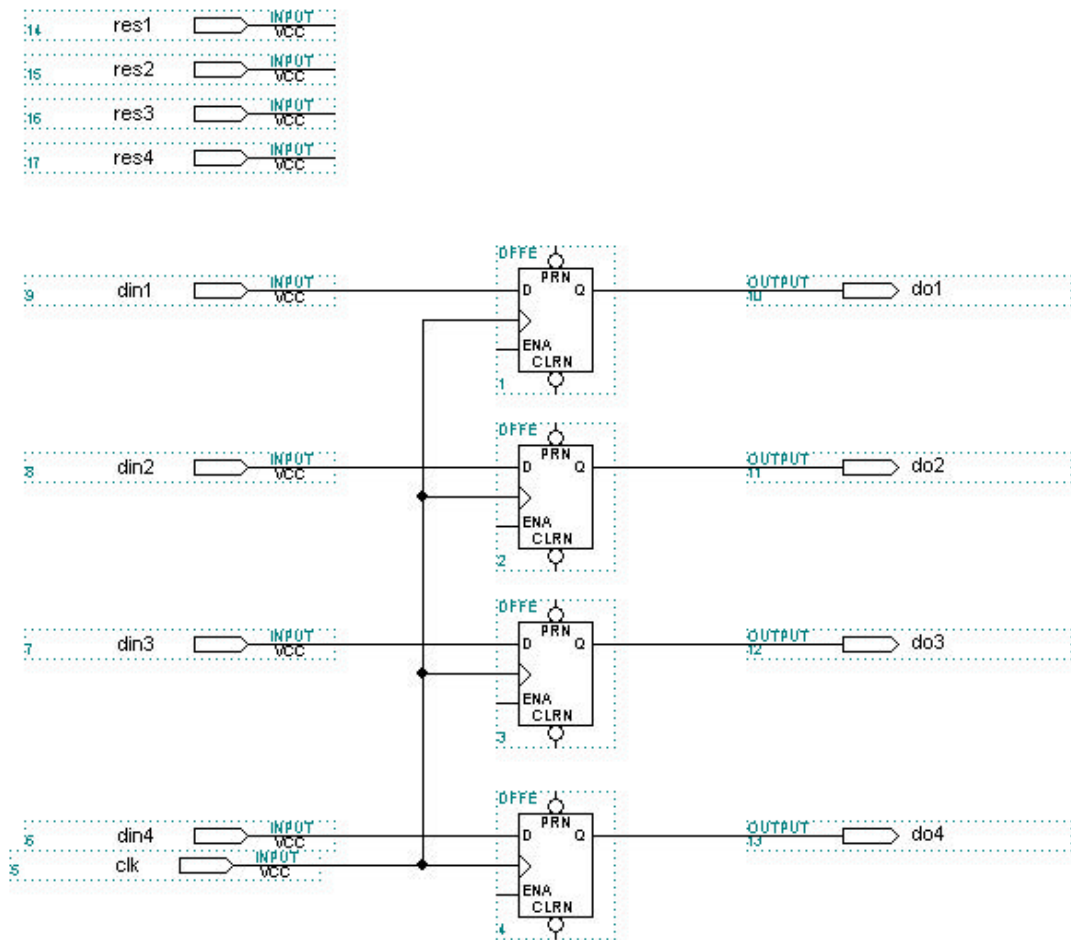 14 res1 INPUT VCC
15 res2 INPUT VCC
16 res3 INPUT VCC
17 res4 INPUT VCC
DFFE
9 din1 INPUT VCC
PRN
D Q
OUTPUT 10 do1
ENA
CLRN
1
DFFE
8 din2 INPUT VCC
PRN
D Q
OUTPUT 11 do2
ENA
CLRN
2
DFFE
7 din3 INPUT VCC
PRN
D Q
OUTPUT 12 do3
ENA
CLRN
3
DFFE
6 din4 INPUT VCC
PRN
D Q
OUTPUT 13 do4
5 clk INPUT VCC
ENA
CLRN
4